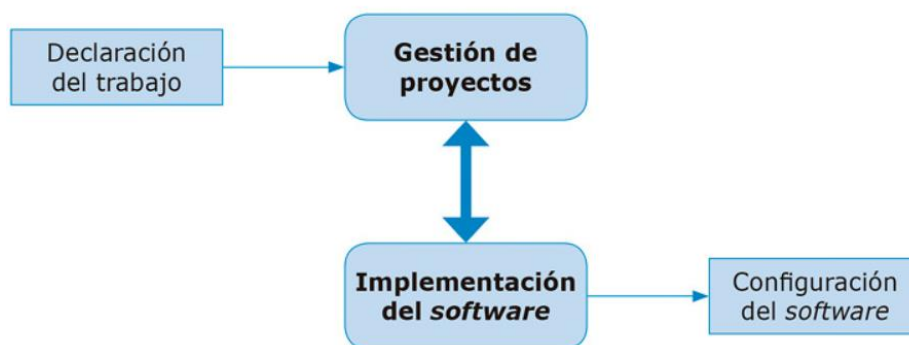 Declaración
del trabajo
Gestión de
proyectos
Implementación
del software
Configuración
del software